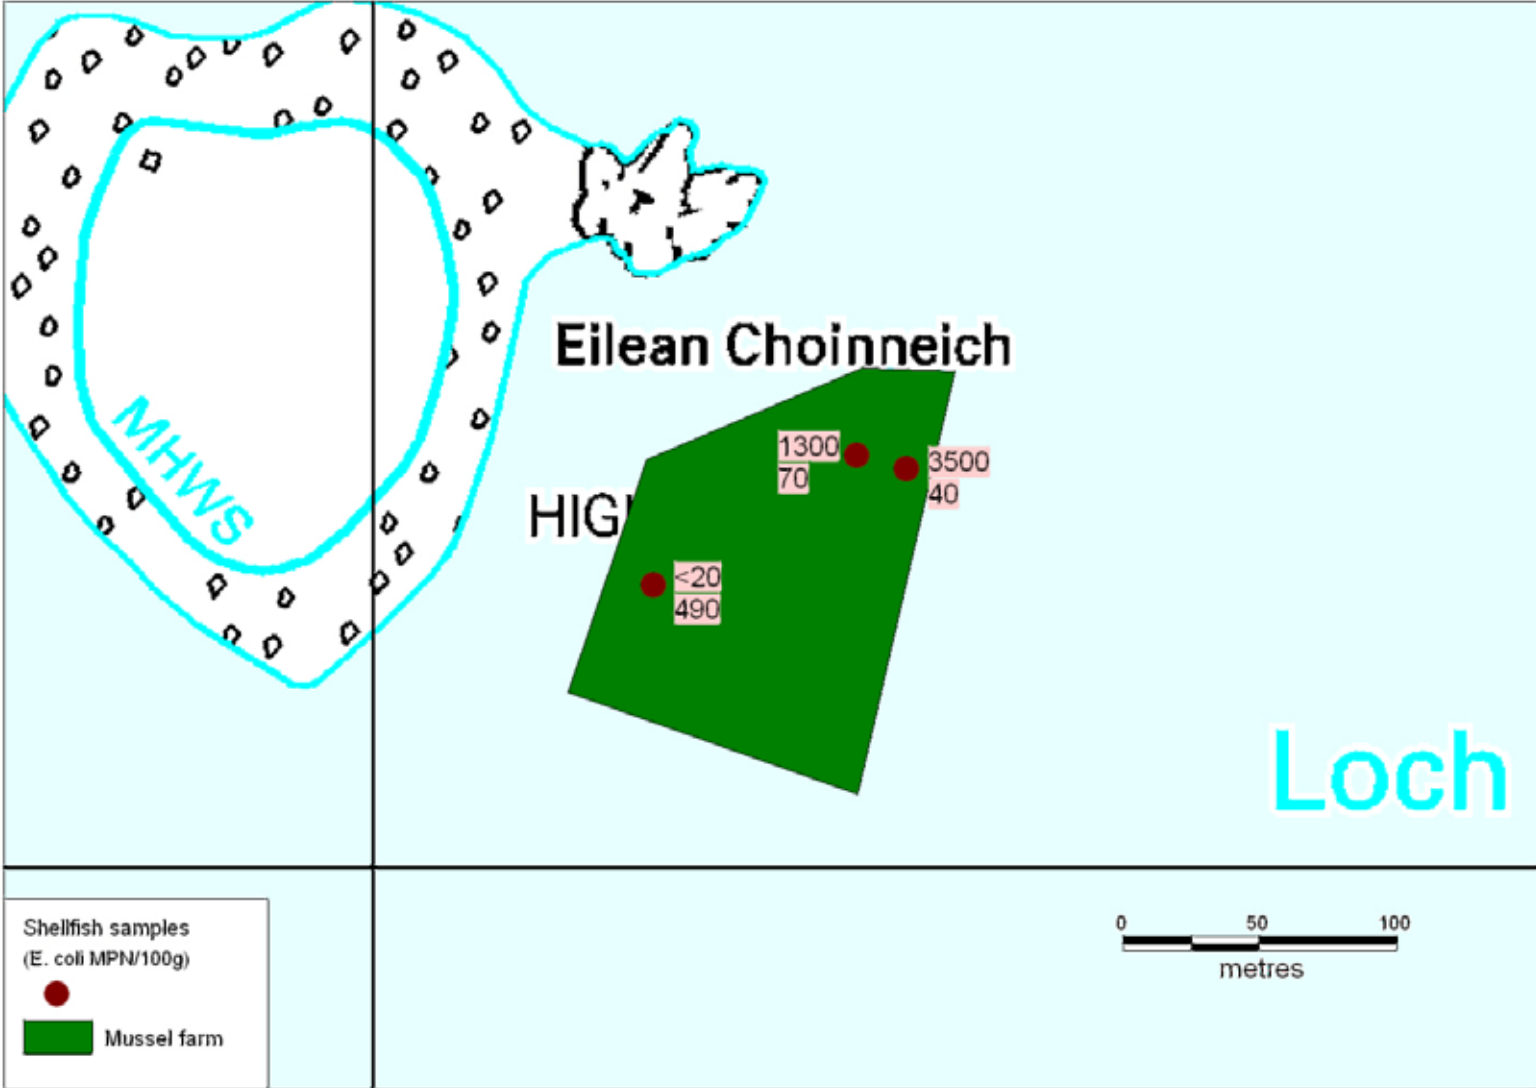 Eilean Choinneich
1300
70
3500
40
HIGH
<20
490
MHWS
Loch
Shellfish samples
(E. coli MPN/100g)
Mussel farm
0 50 100
metres